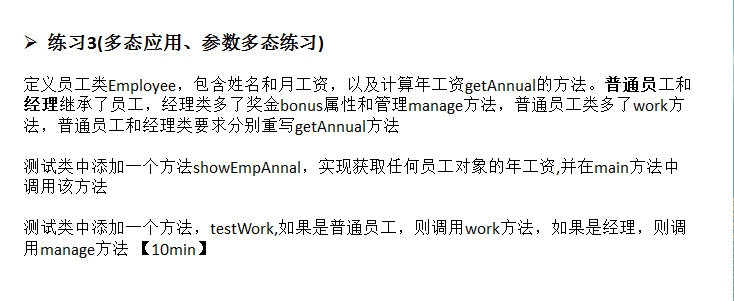 ➢ 练习3(多态应用、参数多态练习)
定义员工类Employee，包含姓名和月工资，以及计算年工资getAnnual的方法。普通员工和
经理继承了员工，经理类多了奖金bonus属性和管理manage方法，普通员工类多了work方
法，普通员工和经理类要求分别重写getAnnual方法
测试类中添加一个方法showEmpAnnal，实现获取任何员工对象的年工资,并在main方法中
调用该方法
测试类中添加一个方法，testWork,如果是普通员工，则调用work方法，如果是经理，则调
用manage方法 【10min】